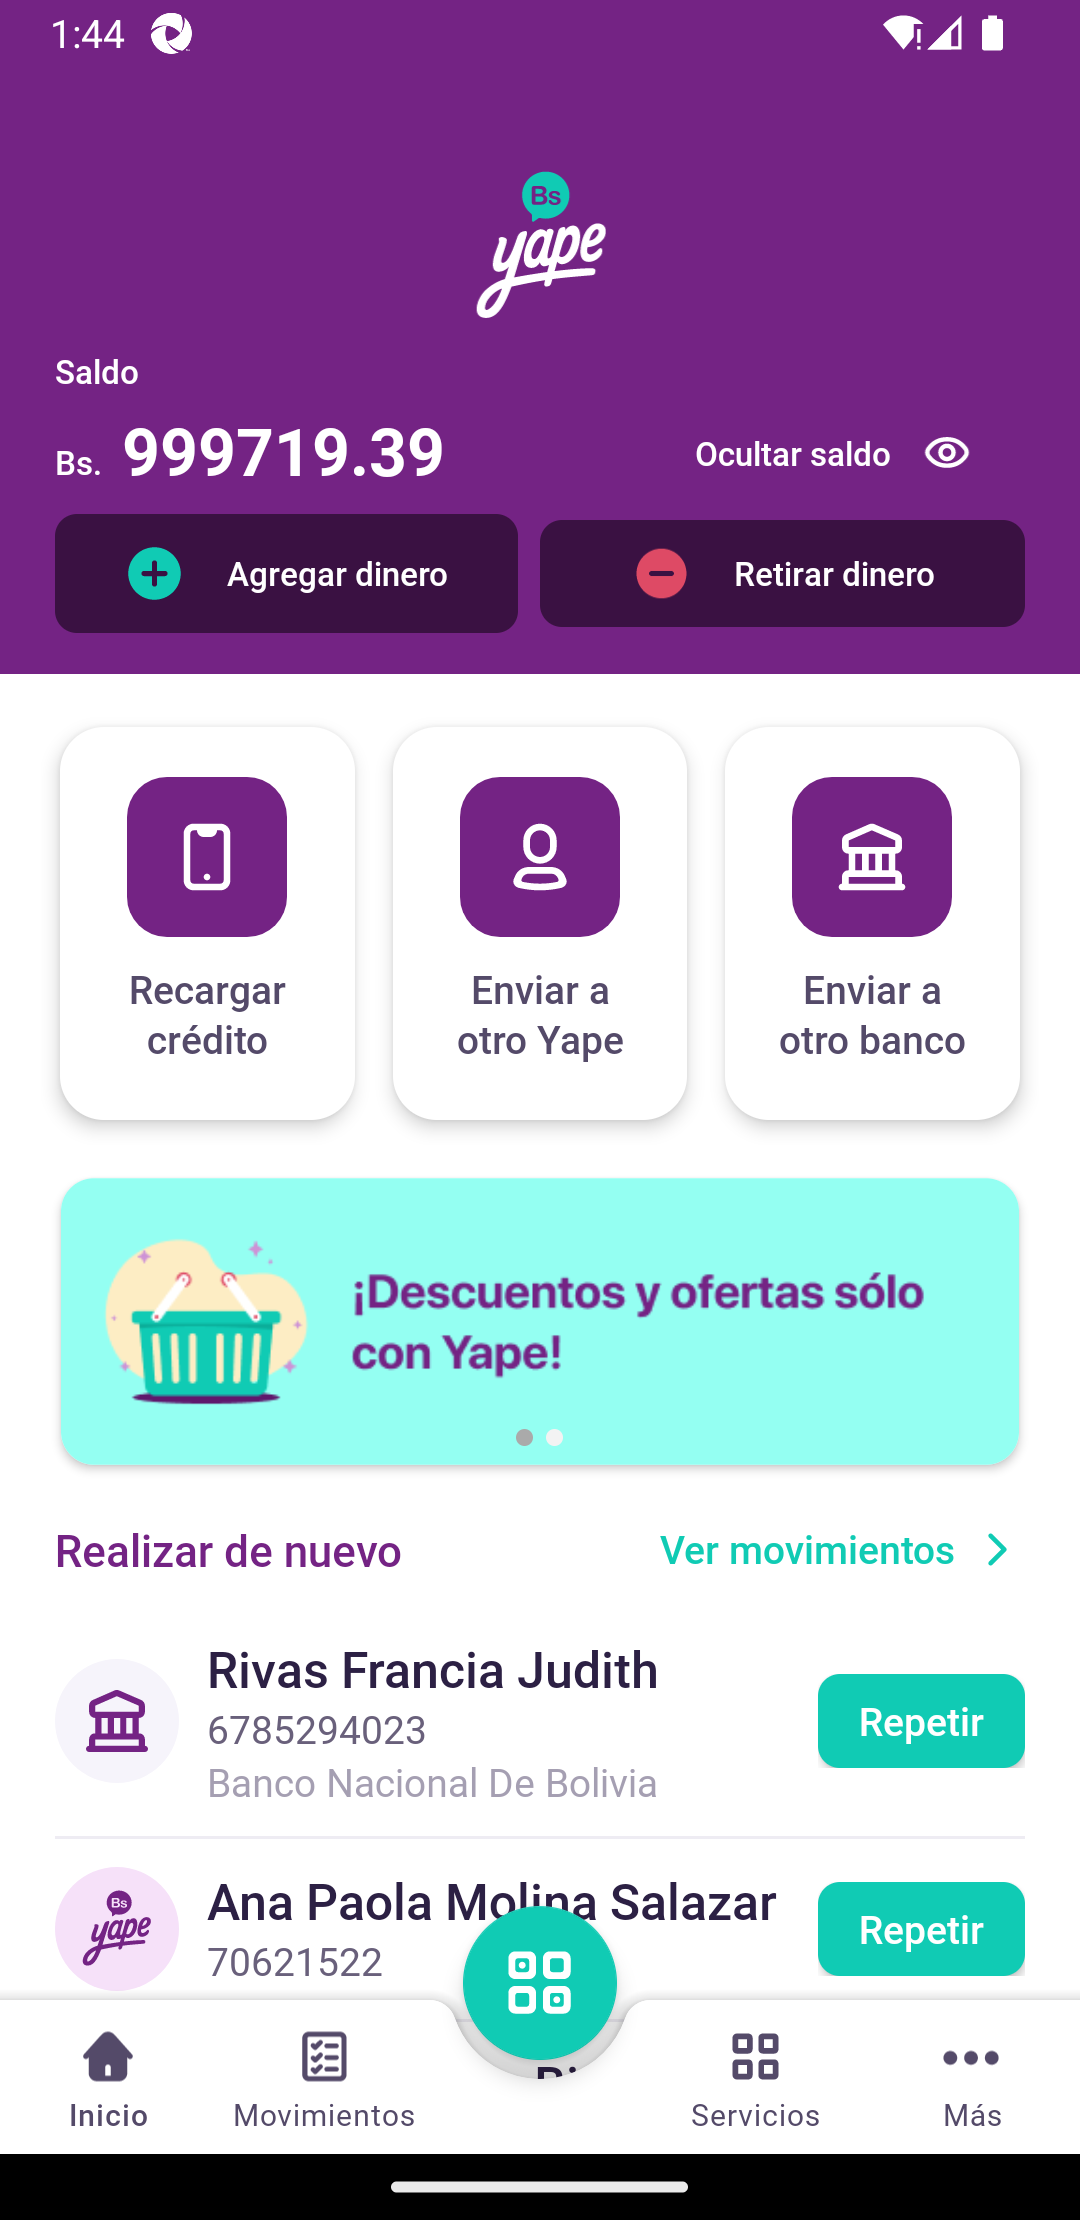 1:44
Bs
yape
Saldo
Bs. 999719.39
Ocultar saldo
Agregar dinero
Retirar dinero
Recargar
crédito
Enviar a
otro Yape
Enviar a
otro banco
¡Descuentos y ofertas sólo
con Yape!
Realizar de nuevo
Ver movimientos
Rivas Francia Judith
6785294023
Banco Nacional De Bolivia
Repetir
Bs
yape
Ana Paola Molina Salazar
70621522
Repetir
Inicio
Movimientos
Servicios
Más